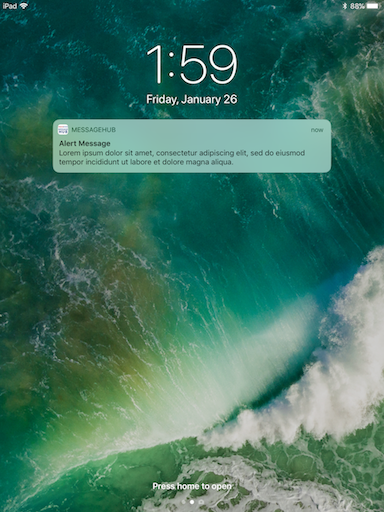 iPad 88%
1:59
Friday, January 26
MESSAGEHUB now
Alert Message
Lorem ipsum dolor sit amet, consectetur adipiscing elit, sed do eiusmod
tempor incididunt ut labore et dolore magna aliqua.
Press home to open